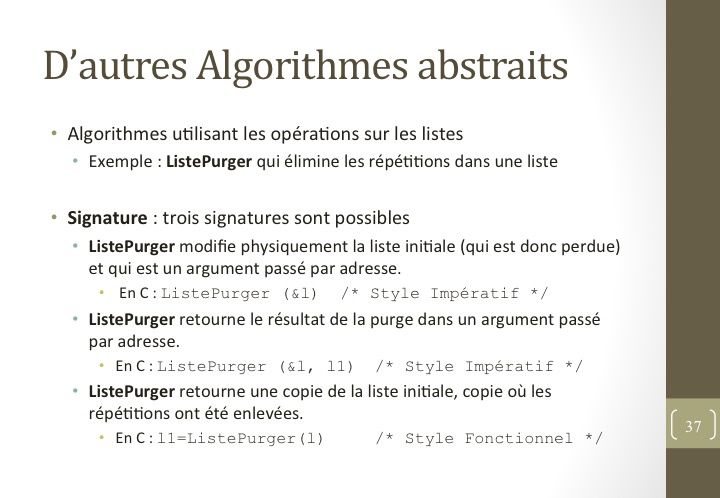 D’autres Algorithmes abstraits
• Algorithmes utilisant les opérations sur les listes
• Exemple : ListePurger qui élimine les répétitions dans une liste
• Signature : trois signatures sont possibles
• ListePurger modifie physiquement la liste initiale (qui est donc perdue)
et qui est un argument passé par adresse.
• En C : ListePurger (&l) /* Style Impératif */
• ListePurger retourne le résultat de la purge dans un argument passé
par adresse.
• En C : ListePurger (&l, l1) /* Style Impératif */
• ListePurger retourne une copie de la liste initiale, copie où les
répétitions ont été enlevées.
• En C : l1=ListePurger(l) /* Style Fonctionnel */
37